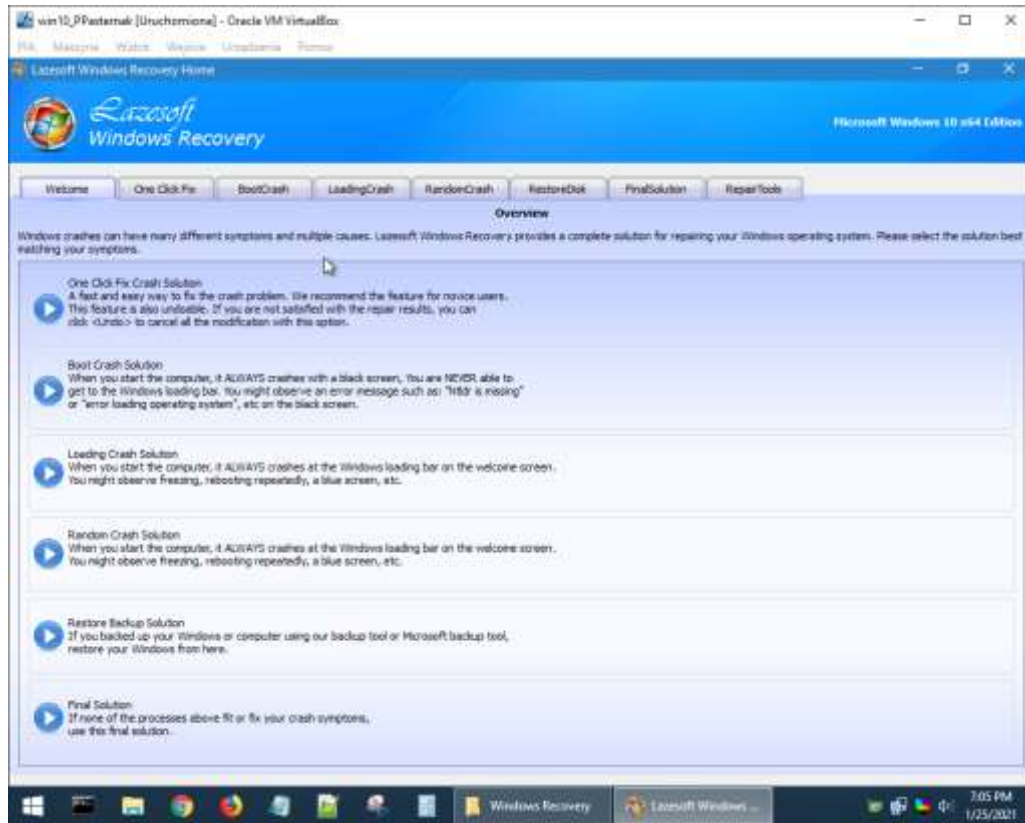 win10_PPasternak [Uruchomiona] - Oracle VM VirtualBox
Plik Maszyna Widok Wejście Urządzenia Pomoc
Lazesoft Windows Recovery Home
Lazesoft
Windows Recovery
Microsoft Windows 10 x64 Edition
Welcome One Click Fix BootCrash LoadingCrash RandomCrash RestoreDisk FinalSolution RepairTools
Overview
Windows crashes can have many different symptoms and multiple causes. Lazesoft Windows Recovery provides a complete solution for repairing your Windows operating system. Please select the solution best
matching your symptoms.
One Click Fix Crash Solution
A fast and easy way to fix the crash problem. We recommend the feature for novice users.
This feature is also undoable. If you are not satisfied with the repair results, you can
click <Undo> to cancel all the modification with this option.
Boot Crash Solution
When you start the computer, it ALWAYS crashes with a black screen, You are NEVER able to
get to the Windows loading bar. You might observe an error message such as: "Ntldr is missing"
or "error loading operating system", etc on the black screen.
Loading Crash Solution
When you start the computer, it ALWAYS crashes at the Windows loading bar on the welcome screen.
You might observe freezing, rebooting repeatedly, a blue screen, etc.
Random Crash Solution
When you start the computer, it ALWAYS crashes at the Windows loading bar on the welcome screen.
You might observe freezing, rebooting repeatedly, a blue screen, etc.
Restore Backup Solution
If you backed up your Windows or computer using our backup tool or Microsoft backup tool,
restore your Windows from here.
Final Solution
If none of the processes above fit or fix your crash symptoms,
use this final solution.
Windows Recovery
Lazesoft Windows ...
7:05 PM
1/25/2021